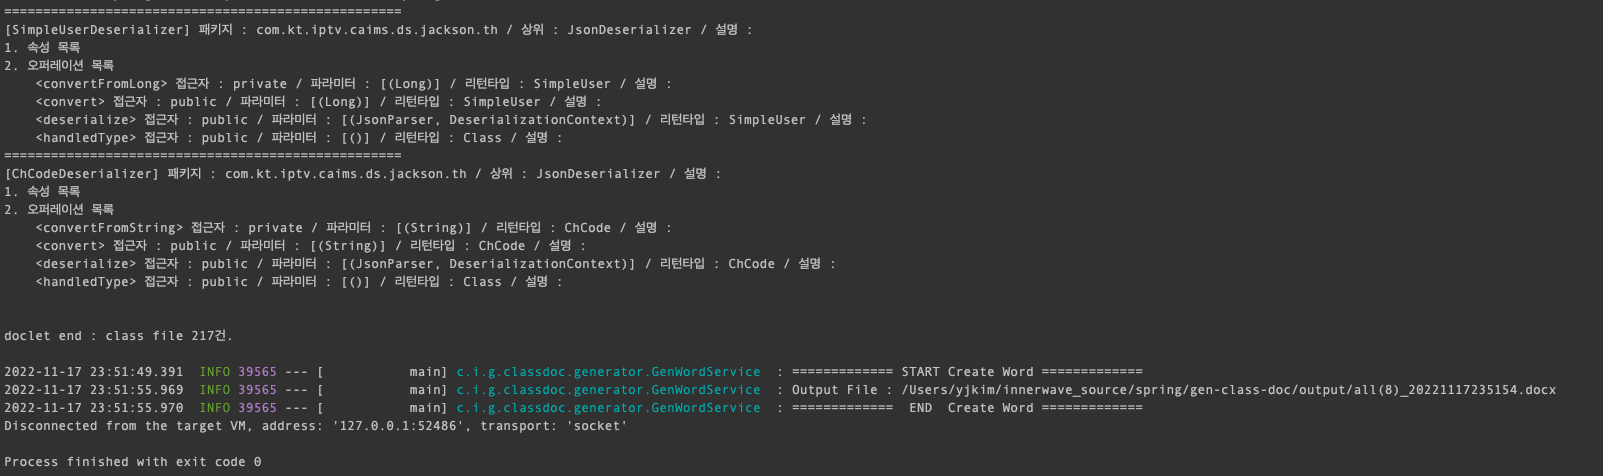 ===================================================
[SimpleUserDeserializer] 패키지 : com.kt.iptv.caims.ds.jackson.th / 상위 : JsonDeserializer / 설명 :
1. 속성 목록
2. 오퍼레이션 목록
    <convertFromLong> 접근자 : private / 파라미터 : [(Long)] / 리턴타입 : SimpleUser / 설명 :
    <convert> 접근자 : public / 파라미터 : [(Long)] / 리턴타입 : SimpleUser / 설명 :
    <deserialize> 접근자 : public / 파라미터 : [(JsonParser, DeserializationContext)] / 리턴타입 : SimpleUser / 설명 :
    <handledType> 접근자 : public / 파라미터 : [()] / 리턴타입 : Class / 설명 :
===================================================
[ChCodeDeserializer] 패키지 : com.kt.iptv.caims.ds.jackson.th / 상위 : JsonDeserializer / 설명 :
1. 속성 목록
2. 오퍼레이션 목록
    <convertFromString> 접근자 : private / 파라미터 : [(String)] / 리턴타입 : ChCode / 설명 :
    <convert> 접근자 : public / 파라미터 : [(String)] / 리턴타입 : ChCode / 설명 :
    <deserialize> 접근자 : public / 파라미터 : [(JsonParser, DeserializationContext)] / 리턴타입 : ChCode / 설명 :
    <handledType> 접근자 : public / 파라미터 : [()] / 리턴타입 : Class / 설명 :
doclet end : class file 217건.
2022-11-17 23:51:49.391  INFO 39565 --- [           main] c.i.g.classdoc.generator.GenWordService  : ============= START Create Word =============
2022-11-17 23:51:55.969  INFO 39565 --- [           main] c.i.g.classdoc.generator.GenWordService  : Output File : /Users/yjkim/innerwave_source/spring/gen-class-doc/output/all(8)_20221117235154.docx
2022-11-17 23:51:55.970  INFO 39565 --- [           main] c.i.g.classdoc.generator.GenWordService  : =============  END  Create Word =============
Disconnected from the target VM, address: '127.0.0.1:52486', transport: 'socket'
Process finished with exit code 0